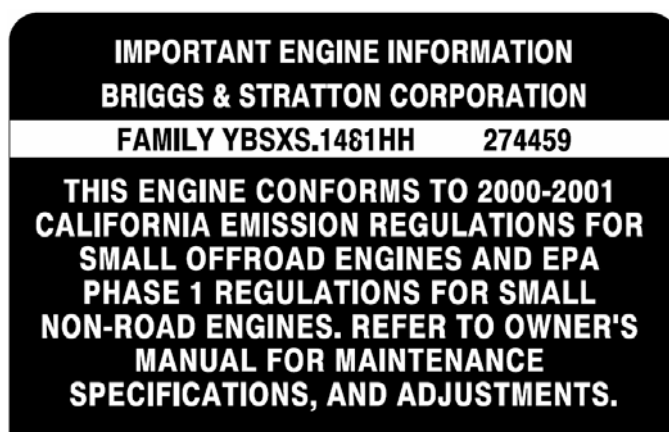 IMPORTANT ENGINE INFORMATION
BRIGGS & STRATTON CORPORATION
FAMILY YBSXS.1481HH 274459
THIS ENGINE CONFORMS TO 2000-2001
CALIFORNIA EMISSION REGULATIONS FOR
SMALL OFFROAD ENGINES AND EPA
PHASE 1 REGULATIONS FOR SMALL
NON-ROAD ENGINES. REFER TO OWNER'S
MANUAL FOR MAINTENANCE
SPECIFICATIONS, AND ADJUSTMENTS.